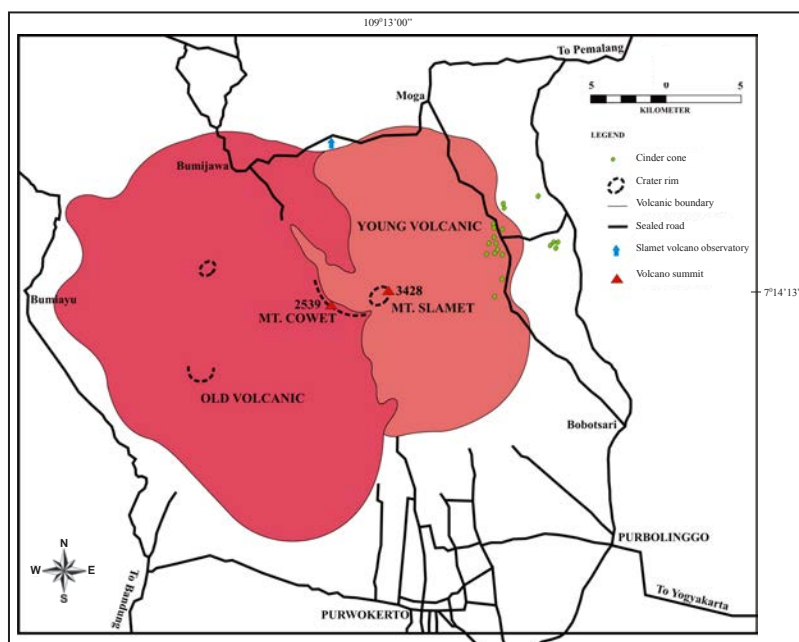 109°13'00"
To Pemalang
5 0 5
KILOMETER
Moga
LEGEND
Cinder cone
Crater rim
Volcanic boundary
Sealed road
Slamet volcano observatory
Volcano summit
Bumijawa
YOUNG VOLCANIC
Bumiayu
3428
MT. SLAMET
2539
MT. COWET
7°14'13"
OLD VOLCANIC
Bobotsari
N
W E
S
PURBOLINGGO
To Bandung
To Yogyakarta
PURWOKERTO